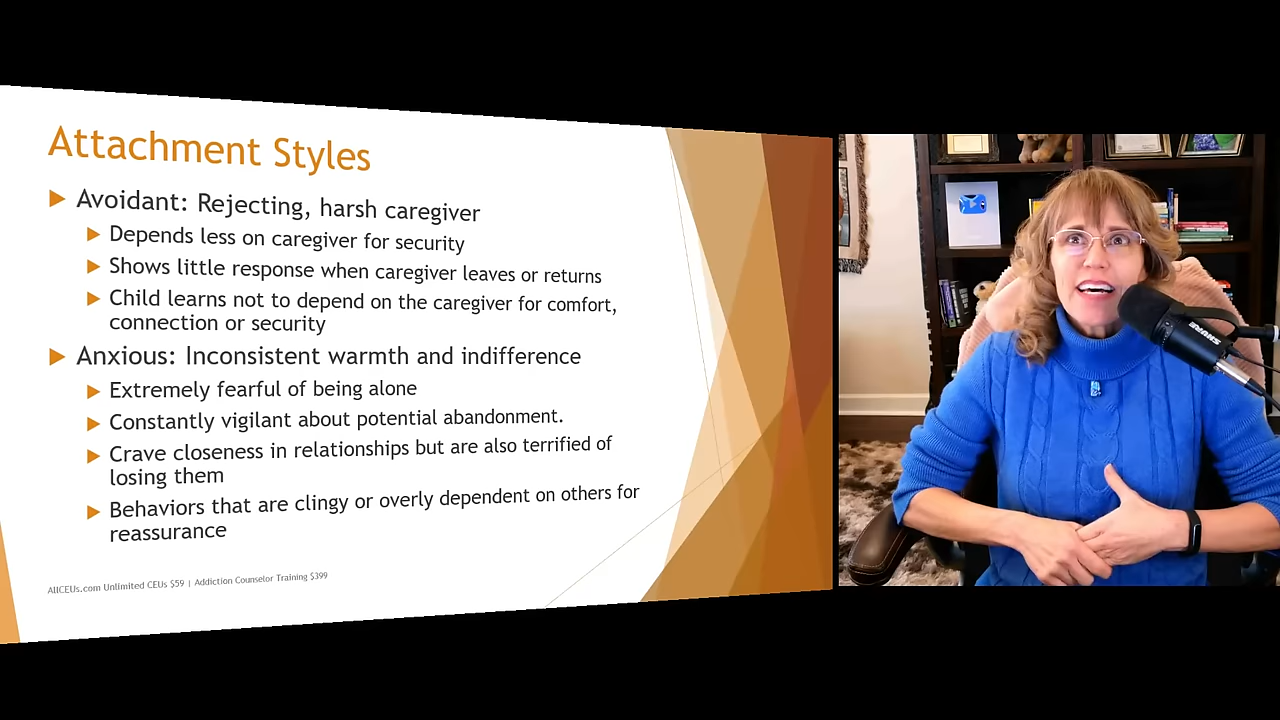 Attachment Styles
Avoidant: Rejecting, harsh caregiver
Depends less on caregiver for security
Shows little response when caregiver leaves or returns
Child learns not to depend on the caregiver for comfort,
connection or security
Anxious: Inconsistent warmth and indifference
Extremely fearful of being alone
Constantly vigilant about potential abandonment.
Crave closeness in relationships but are also terrified of
losing them
Behaviors that are clingy or overly dependent on others for
reassurance
AllCEUs.com Unlimited CEUs $59 | Addiction Counselor Training $399
SHURE